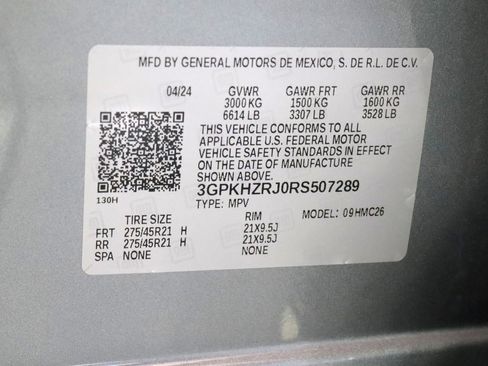 MFD BY GENERAL MOTORS DE MEXICO, S. DE R.L. DE C.V.
04/24 GVWR GAWR FRT GAWR RR
3000 KG 1500 KG 1600 KG
6614 LB 3307 LB 3528 LB
THIS VEHICLE CONFORMS TO ALL
APPLICABLE U.S. FEDERAL MOTOR
VEHICLE SAFETY STANDARDS IN EFFECT
ON THE DATE OF MANUFACTURE
SHOWN ABOVE.
3GPKHZRJ0RS507289
130H
TYPE: MPV MODEL: 09HMC26
TIRE SIZE RIM
FRT 275/45R21 H 21X9.5J
RR 275/45R21 H 21X9.5J
SPA NONE NONE